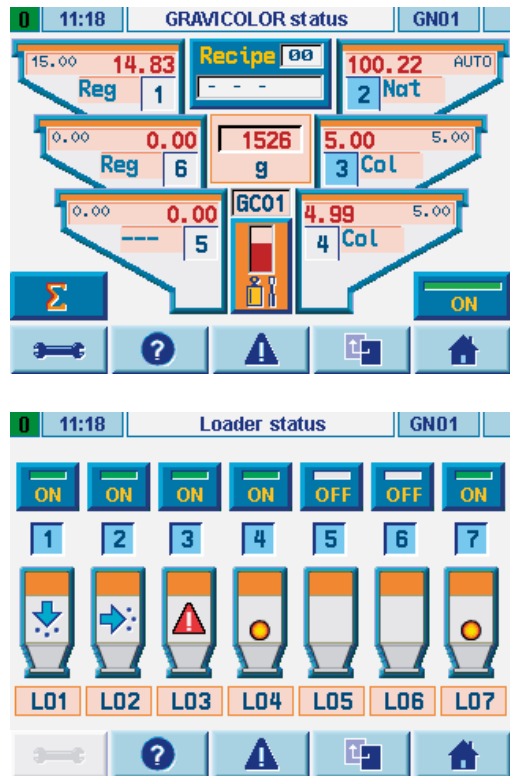 0 11:18 GRAVICOLOR status GN01
15.00 14.83 Recipe 00 100.22 AUTO
Reg 1 - - - 2 Nat
0.00 0.00 1526 5.00 5.00
Reg 6 g 3 Col
0.00 0.00 GC01 4.99 5.00
--- 5 4 Col
Σ ON
?
0 11:18 Loader status GN01
ON ON ON ON OFF OFF ON
1 2 3 4 5 6 7
L01 L02 L03 L04 L05 L06 L07
?